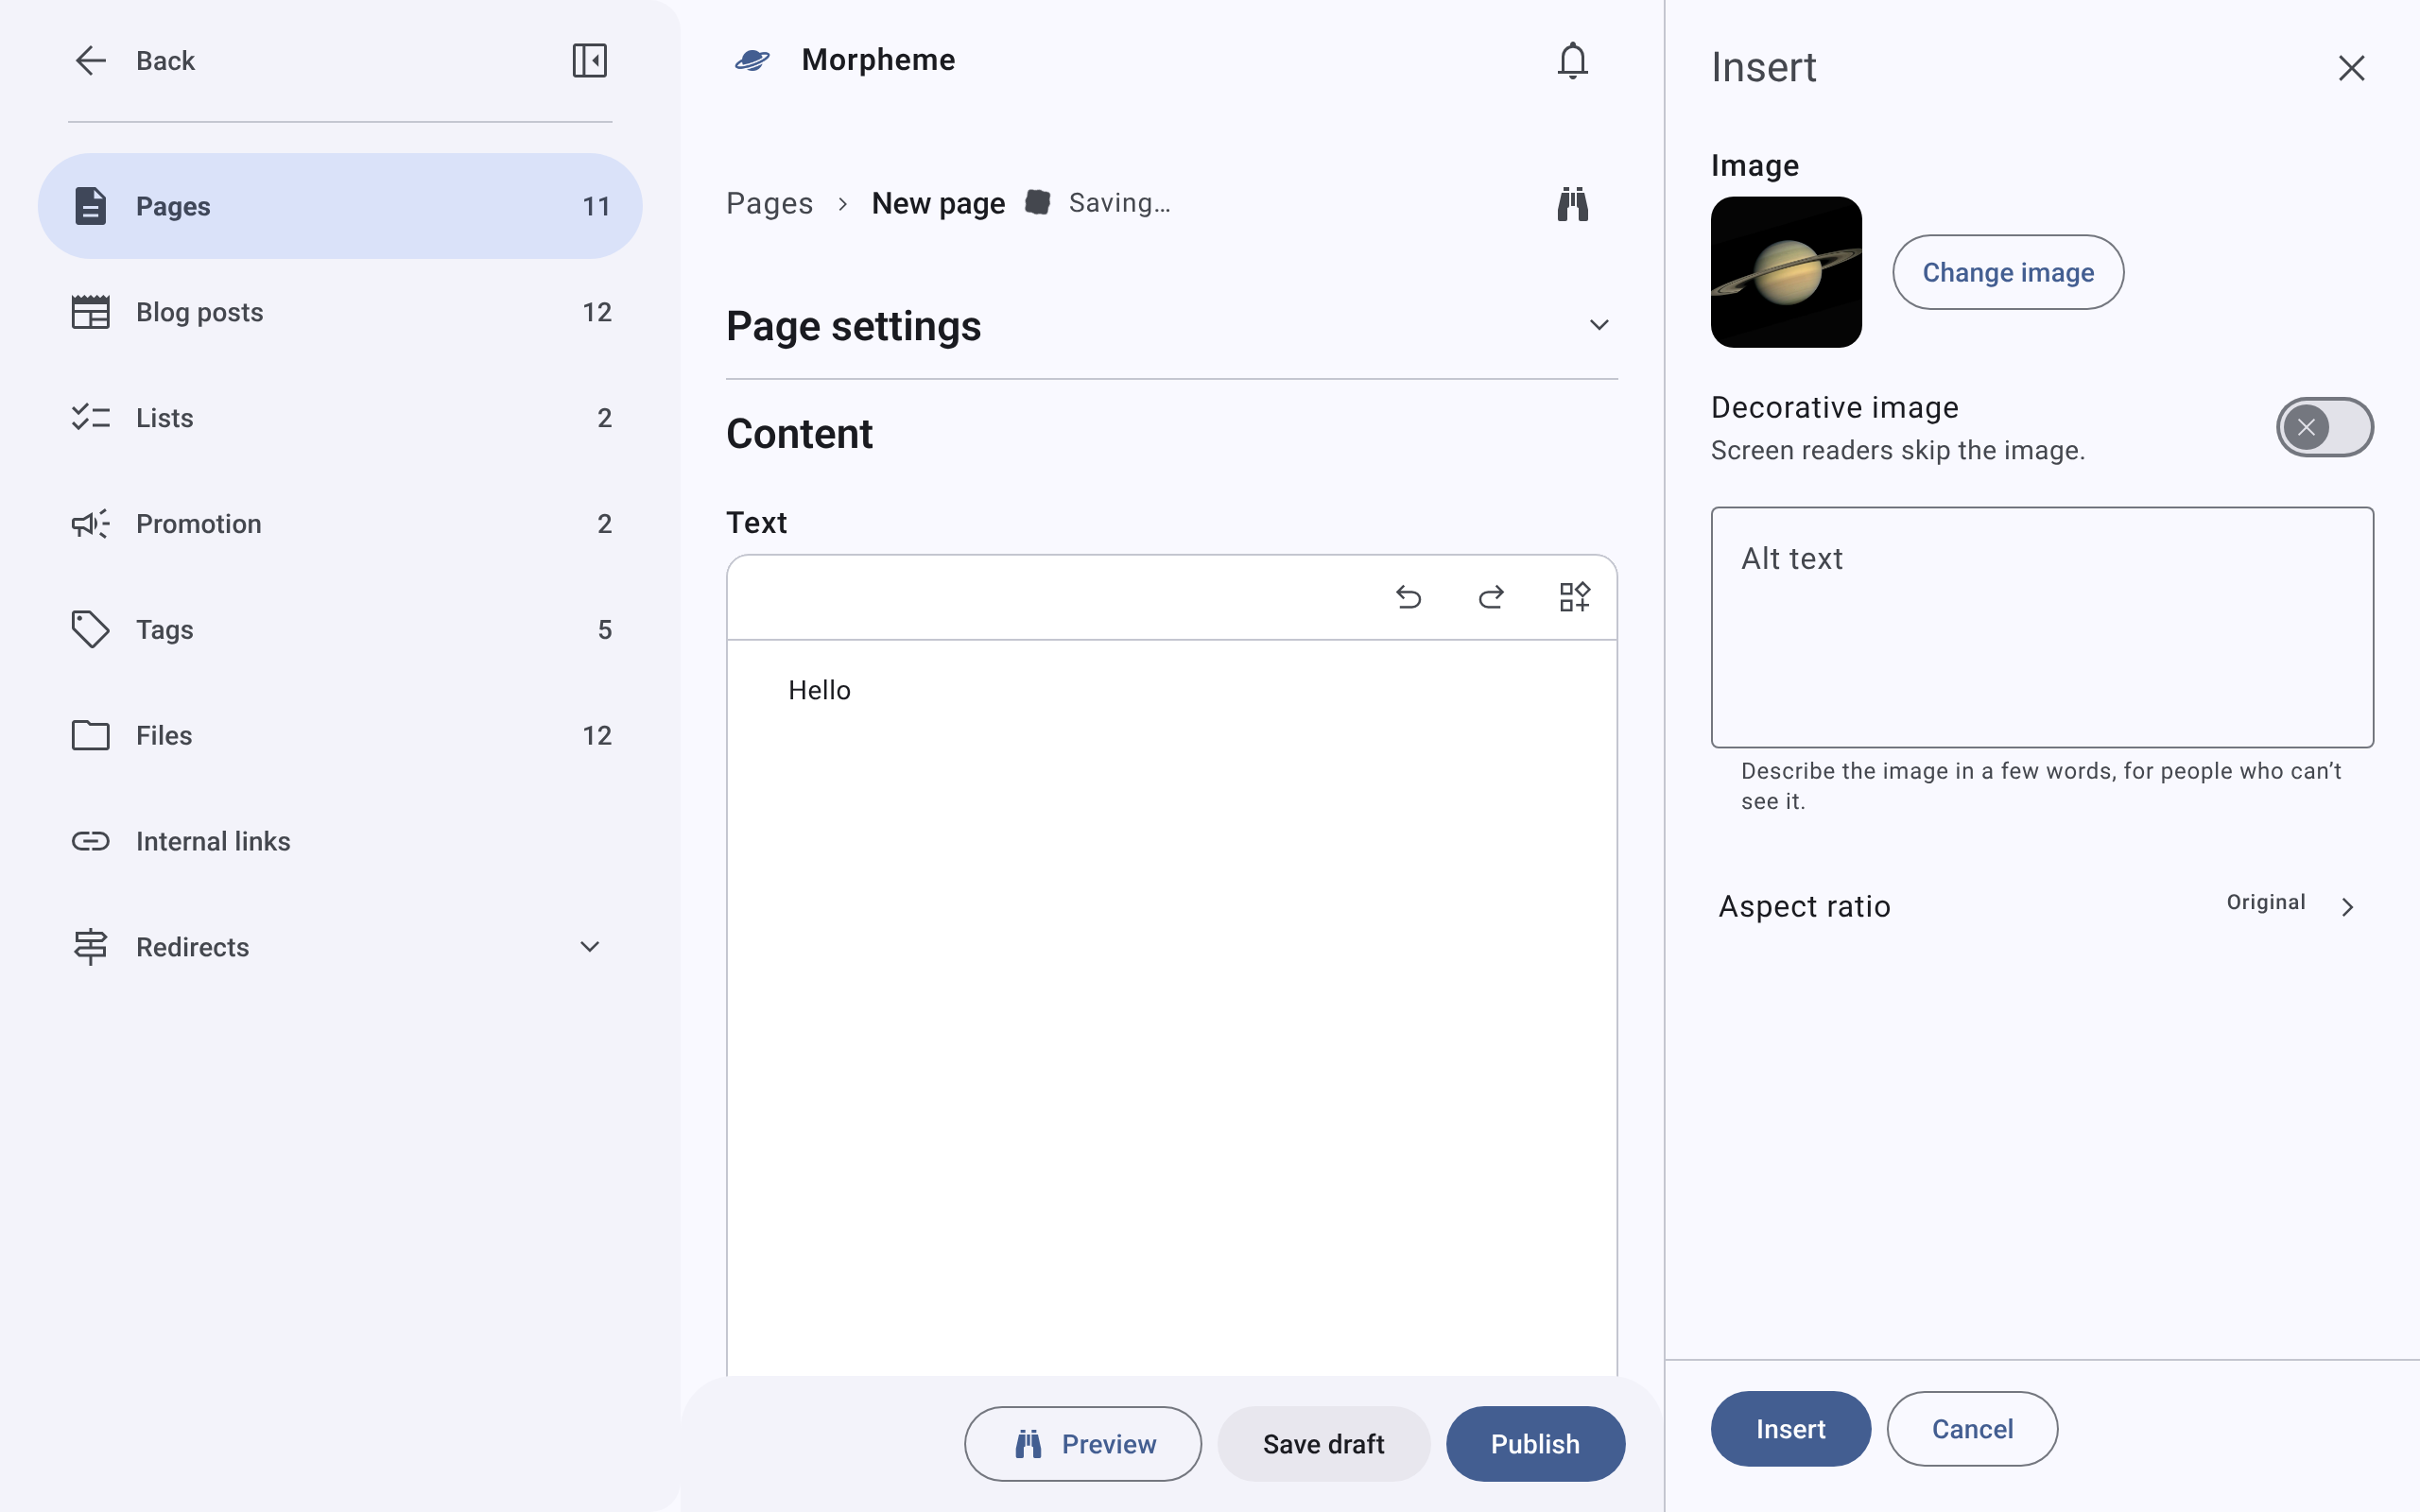 Back
Pages 11
Blog posts 12
Lists 2
Promotion 2
Tags 5
Files 12
Internal links
Redirects
Morpheme
Pages > New page Saving…
Page settings
Content
Text
Hello
Preview Save draft Publish
Insert
Image
Change image
Decorative image
Screen readers skip the image.
Alt text
Describe the image in a few words, for people who can’t
see it.
Aspect ratio Original
Insert Cancel